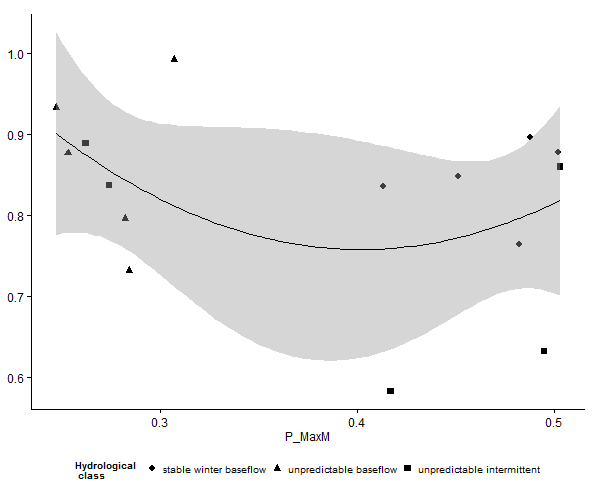 1.0
0.9
0.8
0.7
0.6
0.3 0.4 0.5
P_MaxM
Hydrological
class
stable winter baseflow unpredictable baseflow unpredictable intermittent